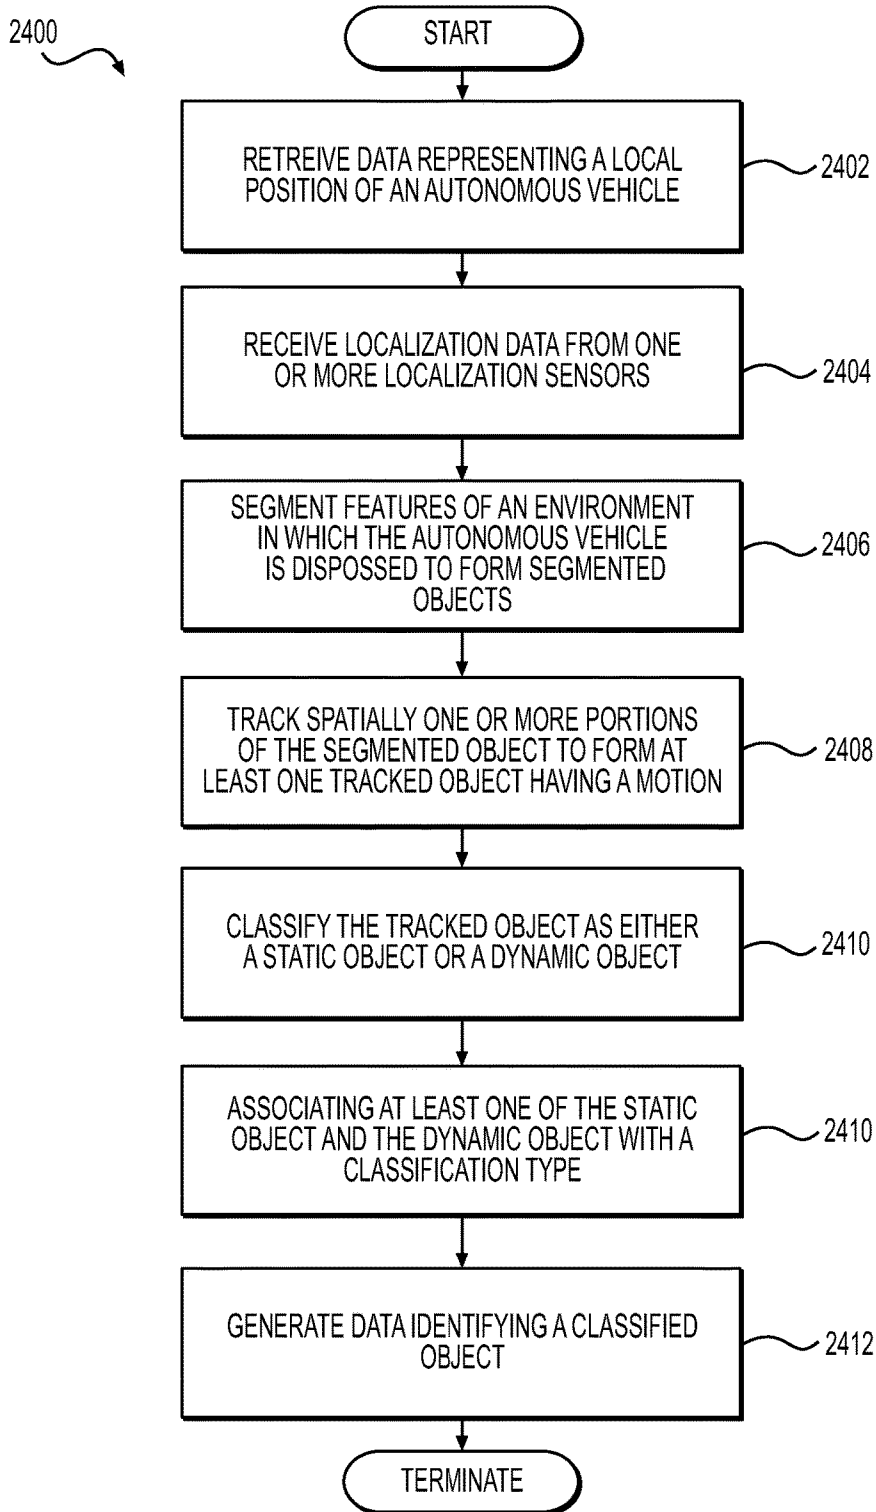 2400
START
RETREIVE DATA REPRESENTING A LOCAL
POSITION OF AN AUTONOMOUS VEHICLE
2402
RECEIVE LOCALIZATION DATA FROM ONE
OR MORE LOCALIZATION SENSORS
2404
SEGMENT FEATURES OF AN ENVIRONMENT
IN WHICH THE AUTONOMOUS VEHICLE
IS DISPOSSED TO FORM SEGMENTED
OBJECTS
2406
TRACK SPATIALLY ONE OR MORE PORTIONS
OF THE SEGMENTED OBJECT TO FORM AT
LEAST ONE TRACKED OBJECT HAVING A MOTION
2408
CLASSIFY THE TRACKED OBJECT AS EITHER
A STATIC OBJECT OR A DYNAMIC OBJECT
2410
ASSOCIATING AT LEAST ONE OF THE STATIC
OBJECT AND THE DYNAMIC OBJECT WITH A
CLASSIFICATION TYPE
2410
GENERATE DATA IDENTIFYING A CLASSIFIED
OBJECT
2412
TERMINATE